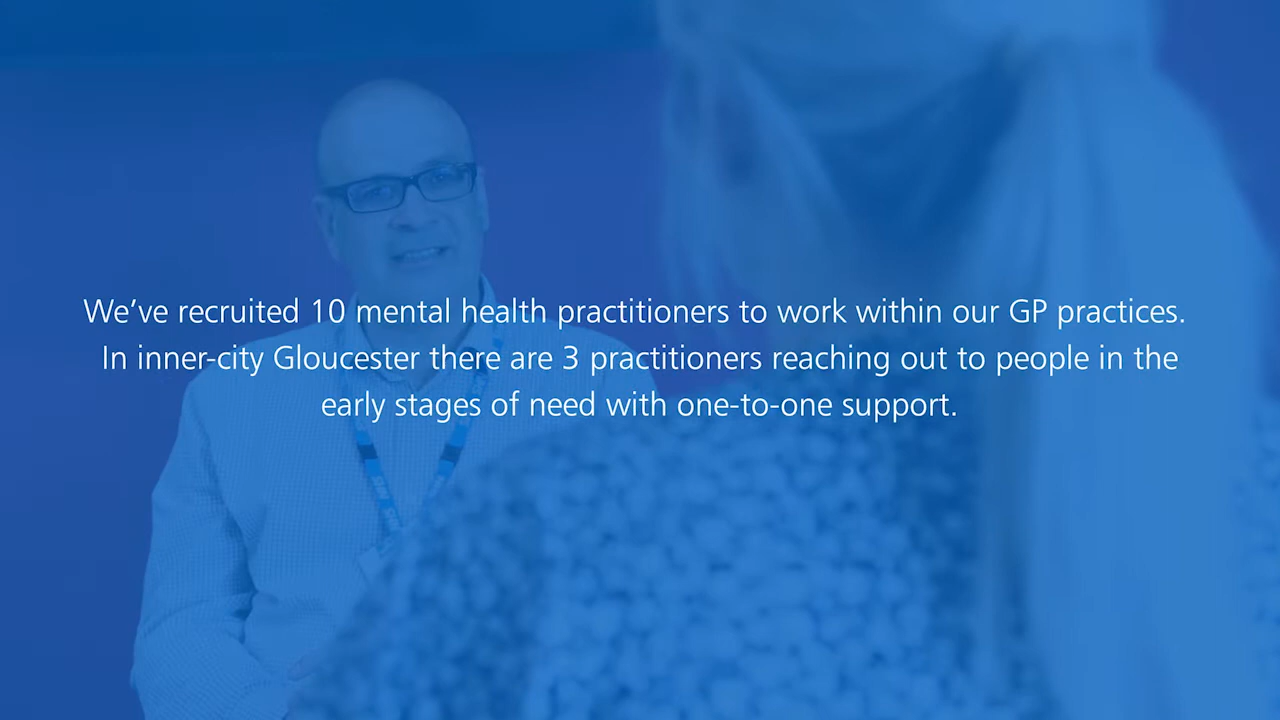 We’ve recruited 10 mental health practitioners to work within our GP practices.
In inner-city Gloucester there are 3 practitioners reaching out to people in the
early stages of need with one-to-one support.